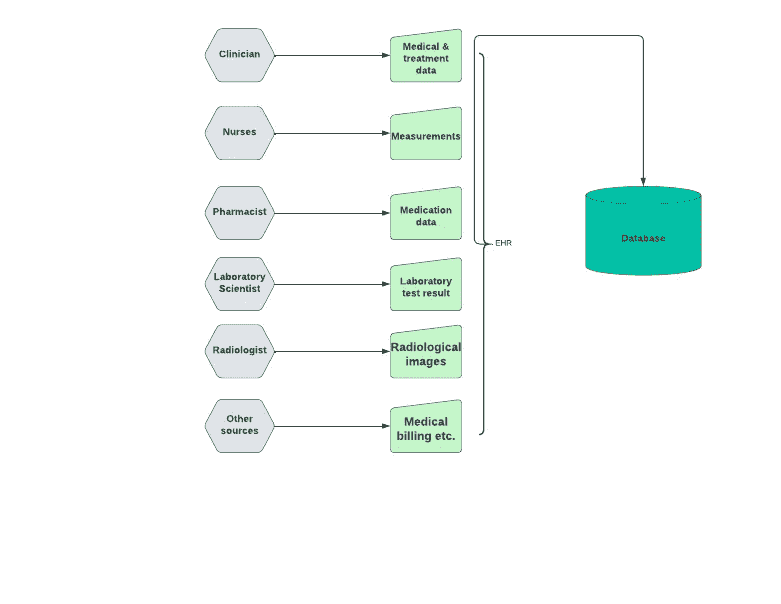 Clinician
Medical &
treatment
data
Nurses
Measurements
Pharmacist
Medication
data
EHR
Database
Laboratory
Scientist
Laboratory
test result
Radiologist
Radiological
images
Other
sources
Medical
billing etc.